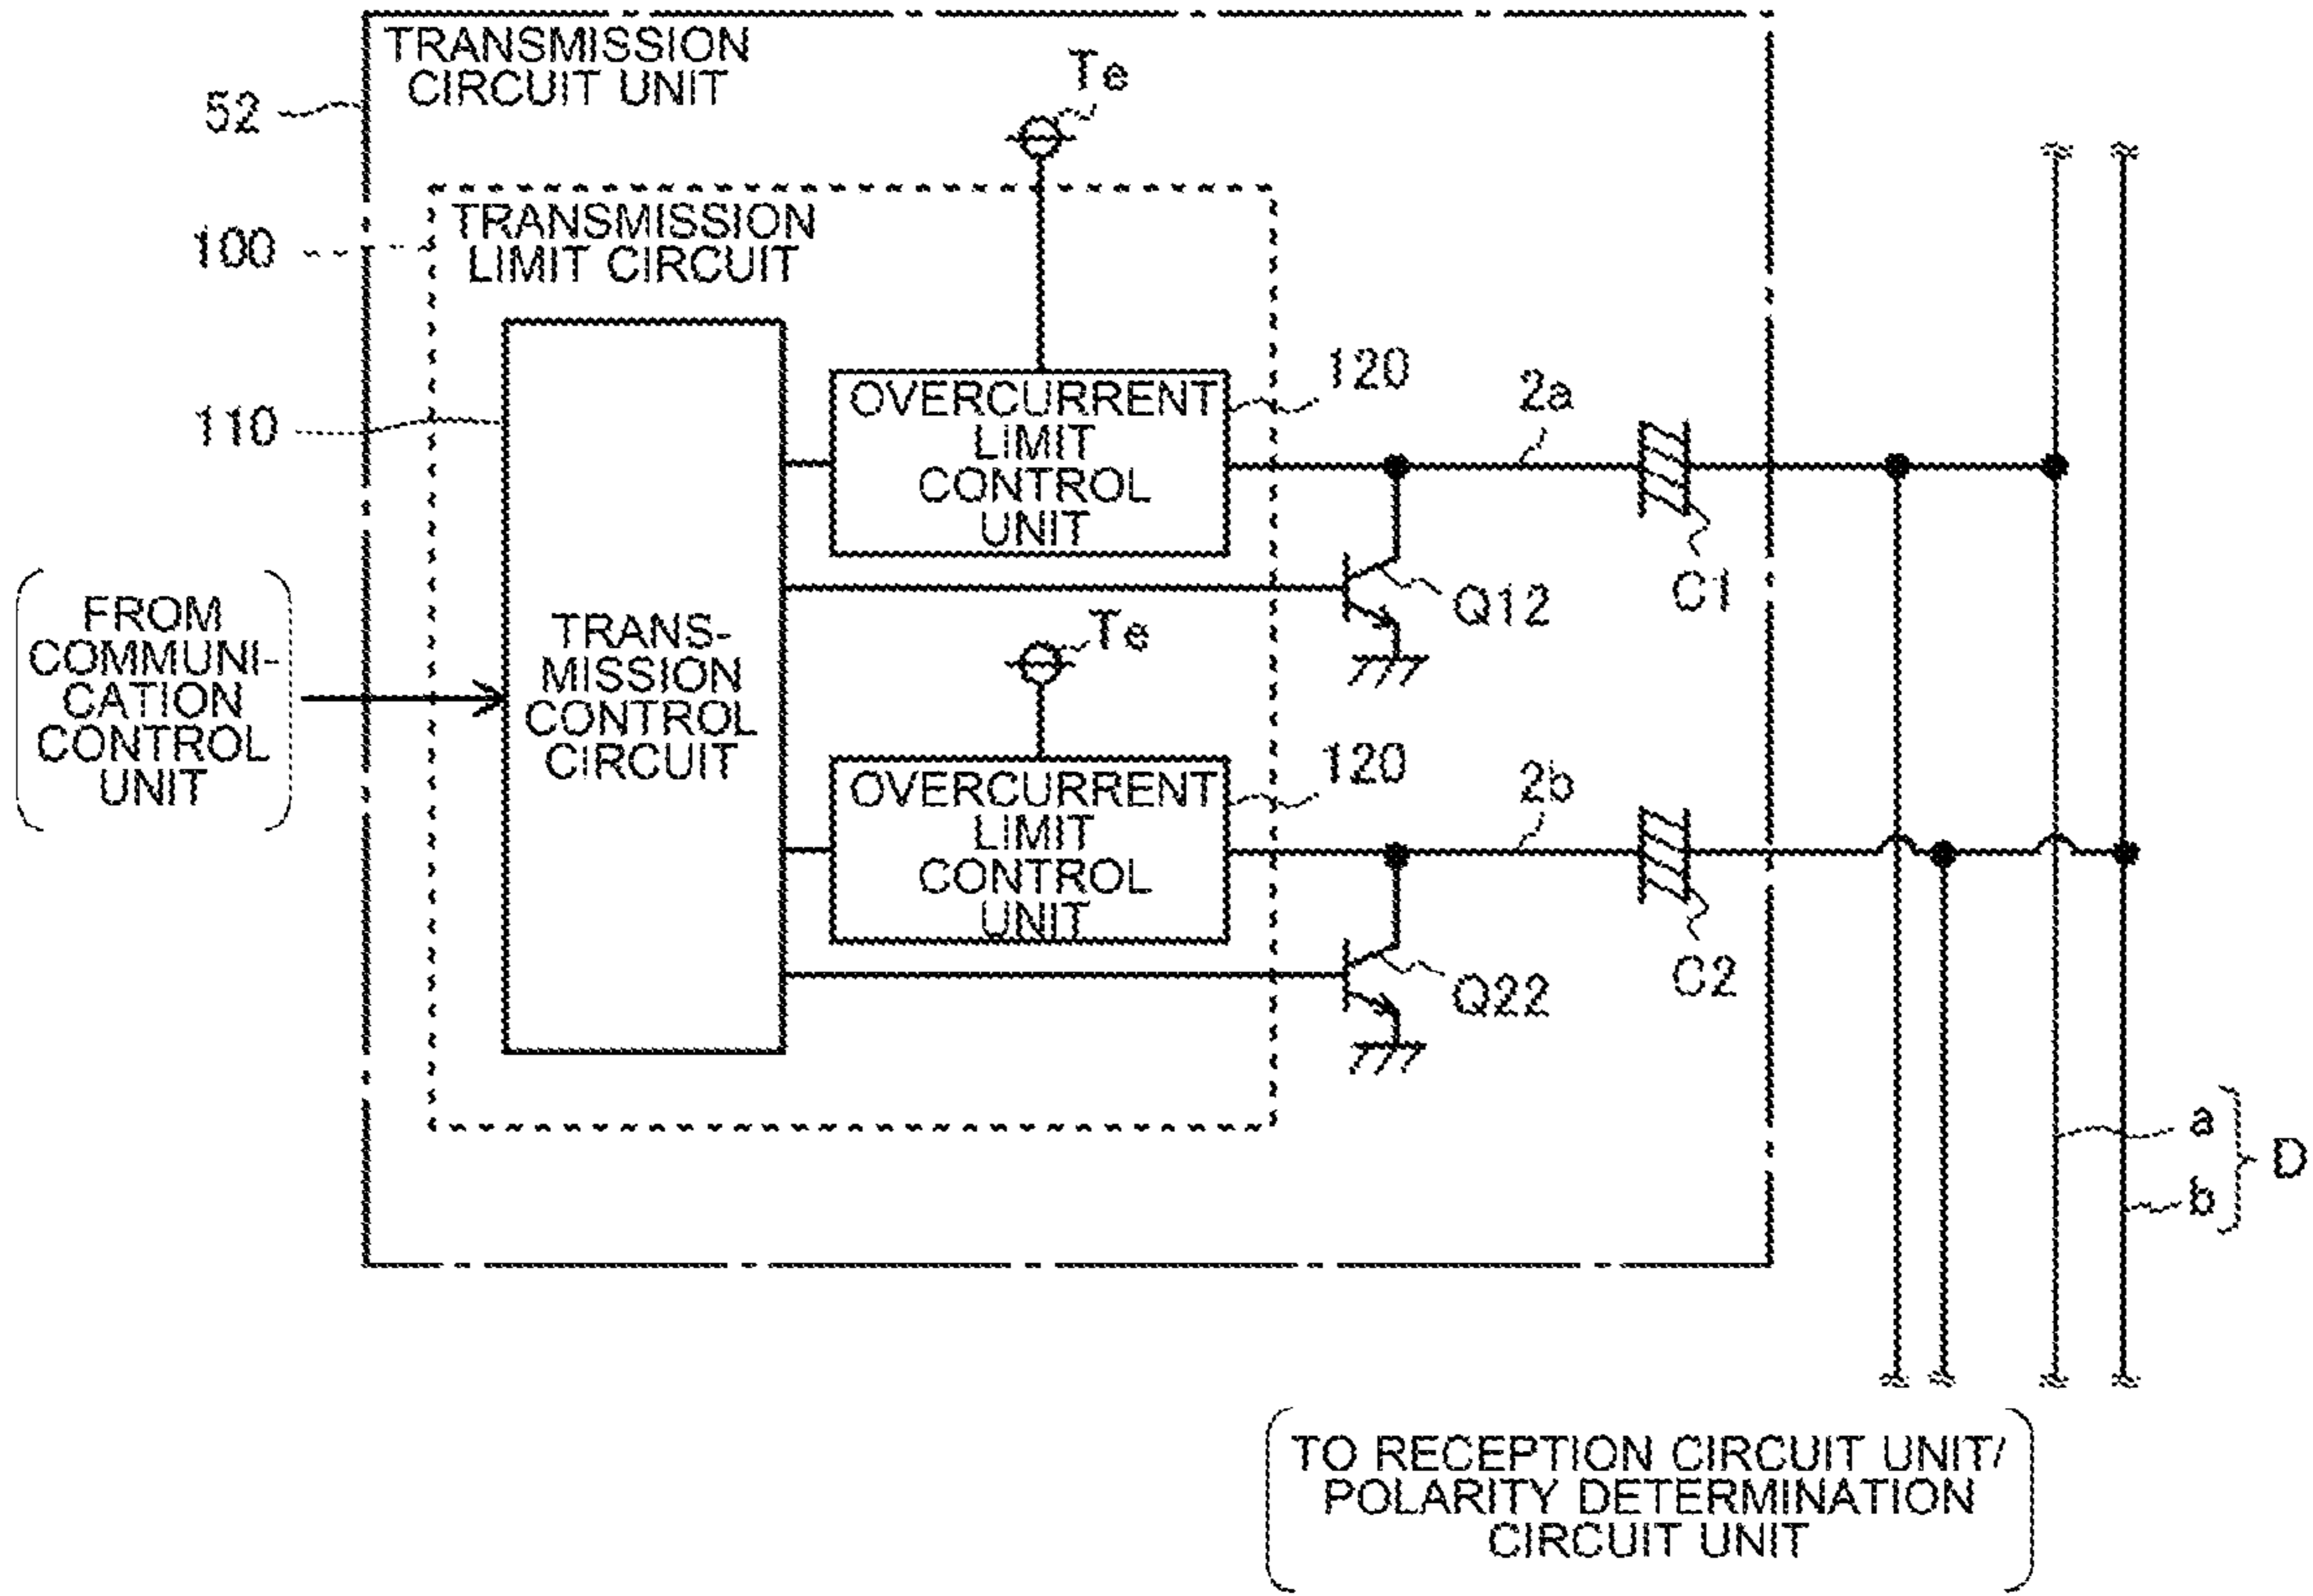 TRANSMISSION
CIRCUIT UNIT
52
Te
TRANSMISSION
LIMIT CIRCUIT
100
110
OVERCURRENT
LIMIT
CONTROL
UNIT
120
2a
C1
Q12
FROM
COMMUNI-
CATION
CONTROL
UNIT
TRANS-
MISSION
CONTROL
CIRCUIT
Te
OVERCURRENT
LIMIT
CONTROL
UNIT
120
2b
C2
Q22
a
b
D
TO RECEPTION CIRCUIT UNIT/
POLARITY DETERMINATION
CIRCUIT UNIT